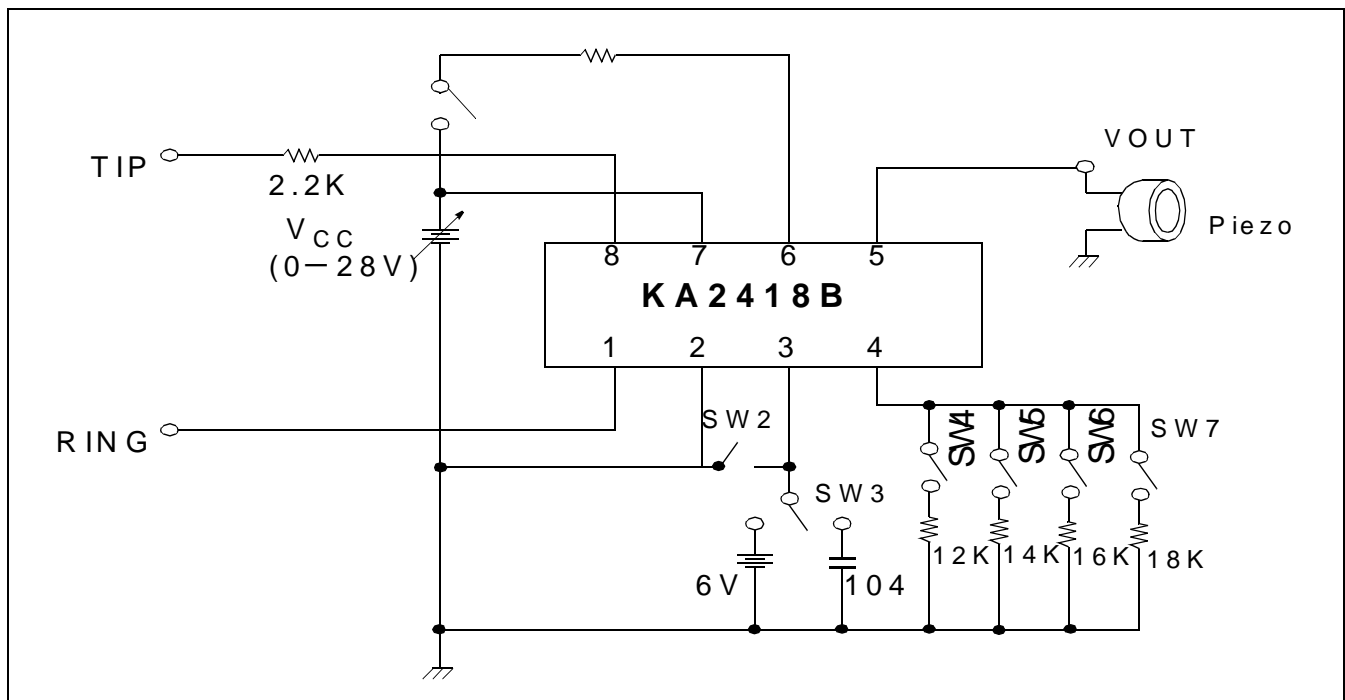 VOUT
TIP
2.2K
VCC
(0–28V)
Piezo
8 7 6 5
KA2418B
1 2 3 4
RING
SW2
SW4
SW5
SW6
SW7
SW3
6V
104
12K
14K
16K
18K